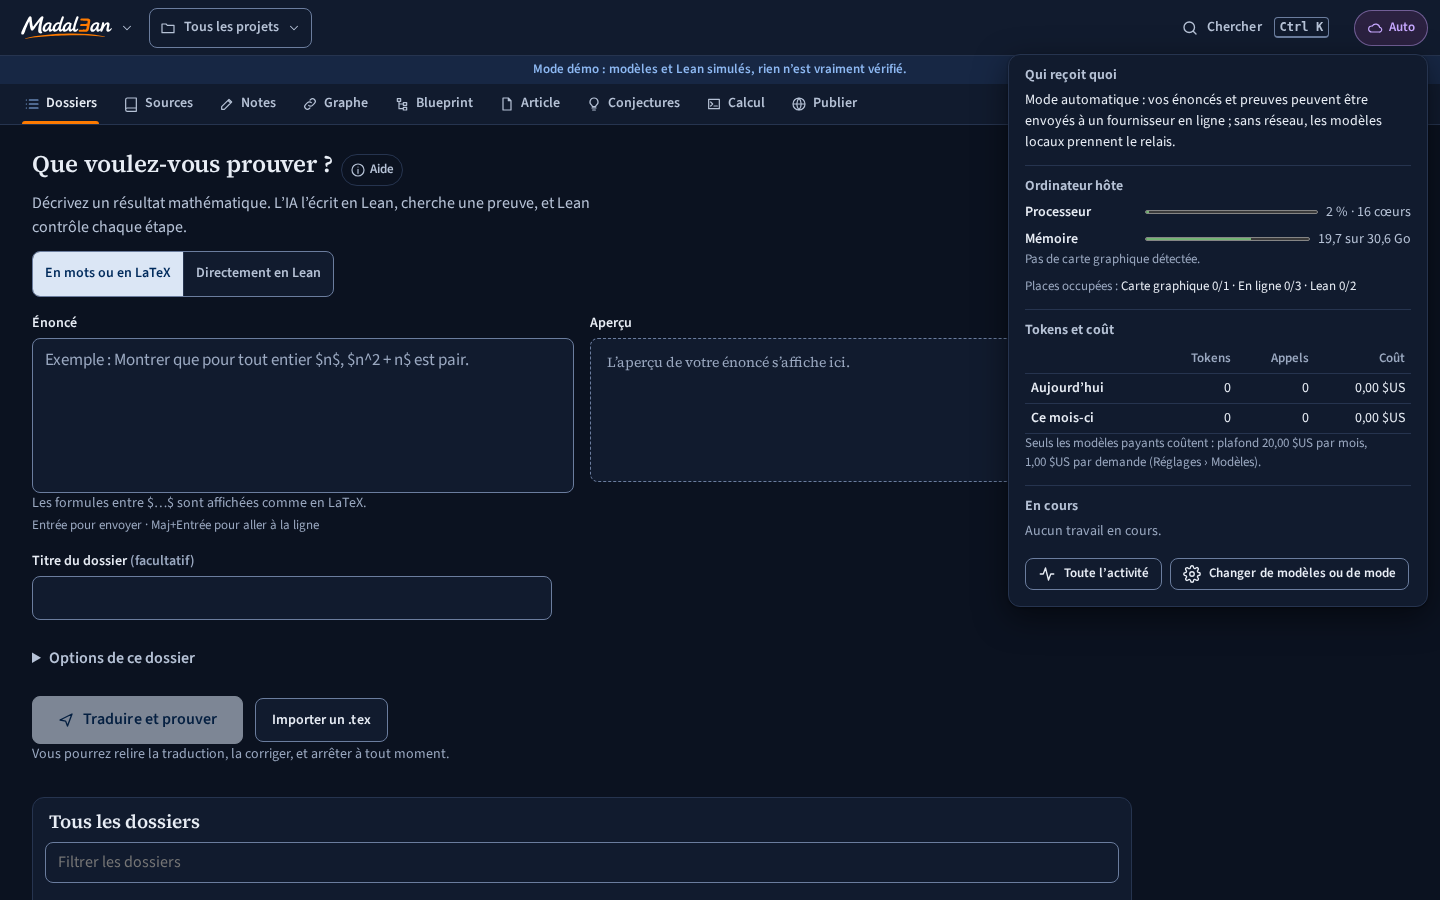 Madal3an
Tous les projets
Chercher
Ctrl K
Auto
Mode démo : modèles et Lean simulés, rien n’est vraiment vérifié.
Dossiers
Sources
Notes
Graphe
Blueprint
Article
Conjectures
Calcul
Publier
Que voulez-vous prouver ?
Aide
Décrivez un résultat mathématique. L’IA l’écrit en Lean, cherche une preuve, et Lean
contrôle chaque étape.
En mots ou en LaTeX
Directement en Lean
Énoncé
Exemple : Montrer que pour tout entier $n$, $n^2 + n$ est pair.
Les formules entre $…$ sont affichées comme en LaTeX.
Entrée pour envoyer · Maj+Entrée pour aller à la ligne
Aperçu
L’aperçu de votre énoncé s’affiche ici.
Titre du dossier (facultatif)
Options de ce dossier
Traduire et prouver
Importer un .tex
Vous pourrez relire la traduction, la corriger, et arrêter à tout moment.
Tous les dossiers
Filtrer les dossiers
Qui reçoit quoi
Mode automatique : vos énoncés et preuves peuvent être
envoyés à un fournisseur en ligne ; sans réseau, les modèles
locaux prennent le relais.
Ordinateur hôte
Processeur 2 % · 16 cœurs
Mémoire 19,7 sur 30,6 Go
Pas de carte graphique détectée.
Places occupées : Carte graphique 0/1 · En ligne 0/3 · Lean 0/2
Tokens et coût
Tokens Appels Coût
Aujourd’hui 0 0 0,00 $US
Ce mois-ci 0 0 0,00 $US
Seuls les modèles payants coûtent : plafond 20,00 $US par mois,
1,00 $US par demande (Réglages › Modèles).
En cours
Aucun travail en cours.
Toute l’activité
Changer de modèles ou de mode